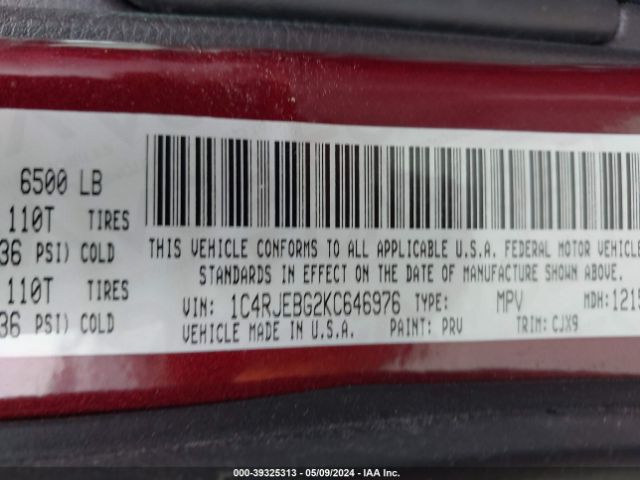 6500 LB
110T TIRES
36 PSI) COLD
110T TIRES
36 PSI) COLD
THIS VEHICLE CONFORMS TO ALL APPLICABLE U.S.A. FEDERAL MOTOR VEHICLE
STANDARDS IN EFFECT ON THE DATE OF MANUFACTURE SHOWN ABOVE.
VIN: 1C4RJEBG2KC646976 TYPE: MPV MDH: 121
VEHICLE MADE IN U.S.A. PAINT: PRV TRIM: CJX9
000-39325313 - 05/09/2024 - IAA Inc.